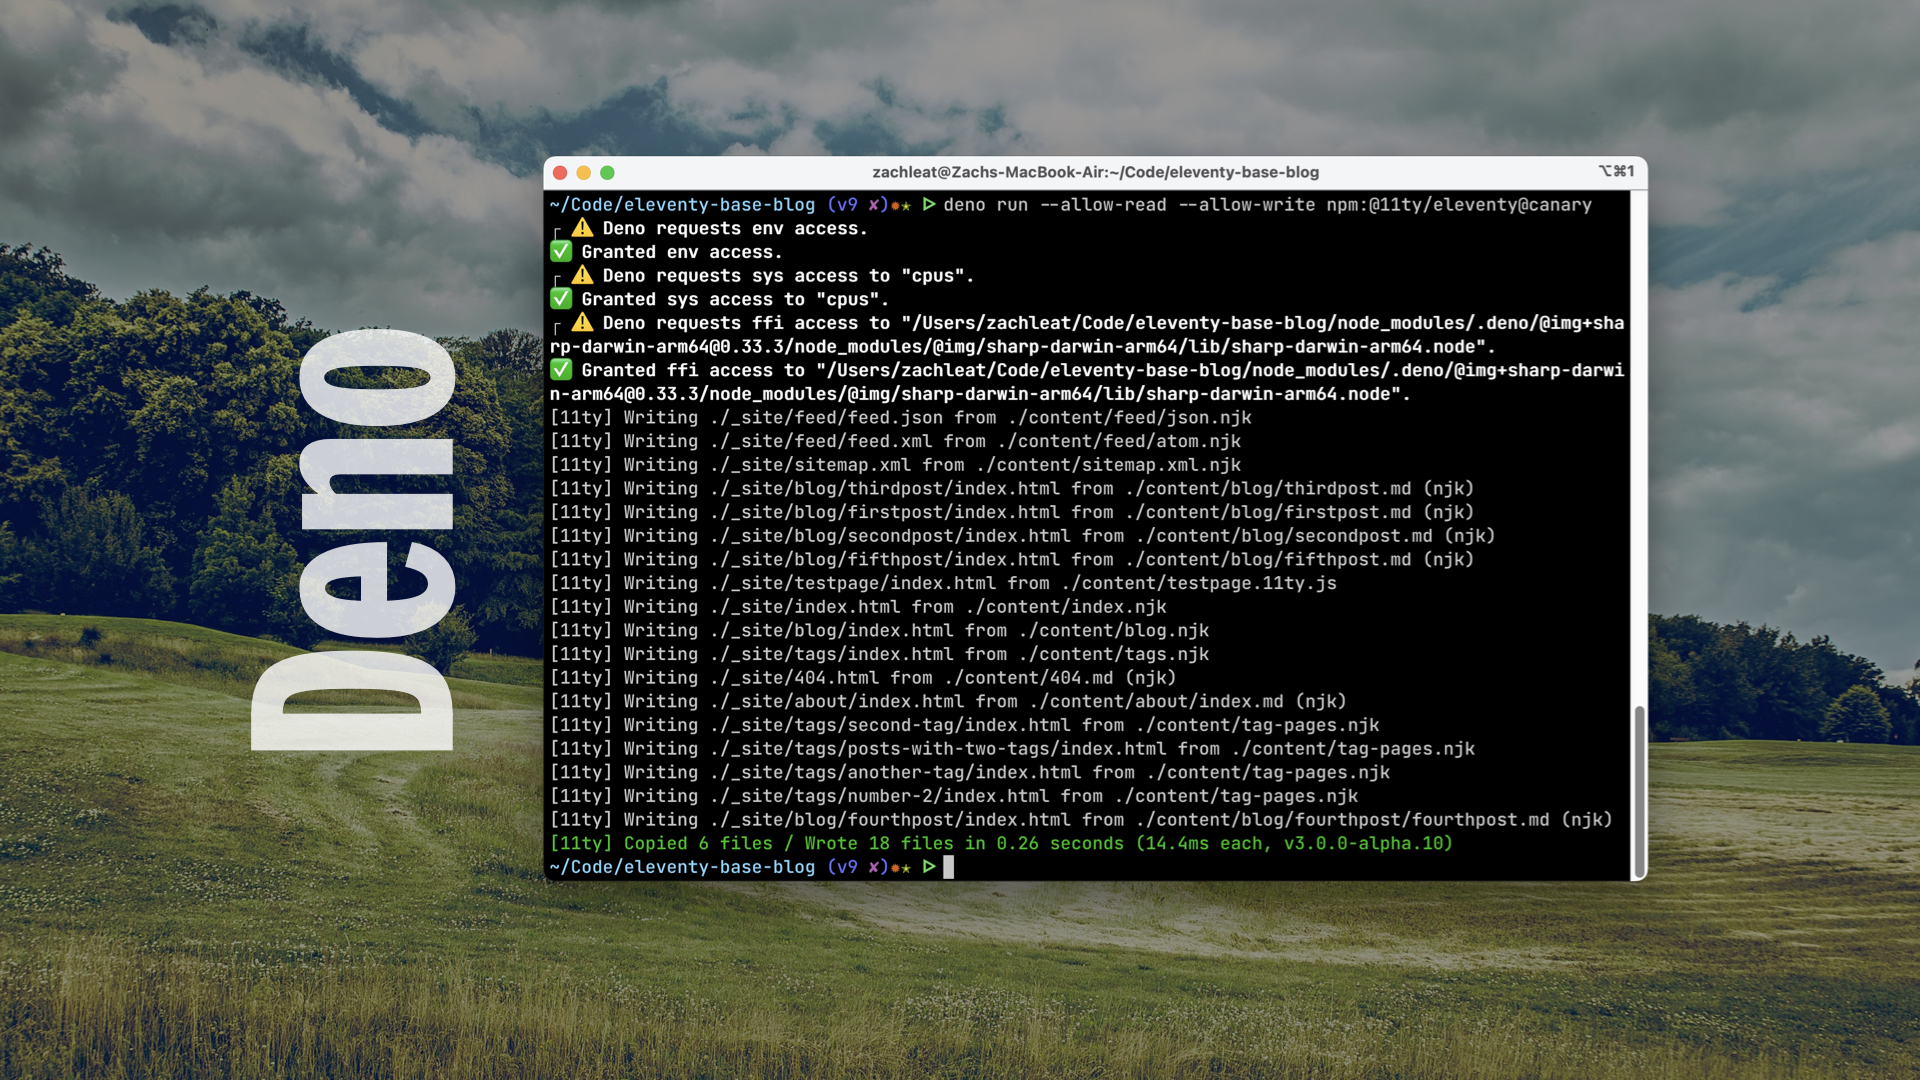 Deno
zachleat@Zachs-MacBook-Air:~/Code/eleventy-base-blog
⌥⌘1
~/Code/eleventy-base-blog (v9 ✘)✹★ ᐅ deno run --allow-read --allow-write npm:@11ty/eleventy@canary
┌ ⚠️ Deno requests env access.
✅ Granted env access.
┌ ⚠️ Deno requests sys access to "cpus".
✅ Granted sys access to "cpus".
┌ ⚠️ Deno requests ffi access to "/Users/zachleat/Code/eleventy-base-blog/node_modules/.deno/@img+sha
rp-darwin-arm64@0.33.3/node_modules/@img/sharp-darwin-arm64/lib/sharp-darwin-arm64.node".
✅ Granted ffi access to "/Users/zachleat/Code/eleventy-base-blog/node_modules/.deno/@img+sharp-darwi
n-arm64@0.33.3/node_modules/@img/sharp-darwin-arm64/lib/sharp-darwin-arm64.node".
[11ty] Writing ./_site/feed/feed.json from ./content/feed/json.njk
[11ty] Writing ./_site/feed/feed.xml from ./content/feed/atom.njk
[11ty] Writing ./_site/sitemap.xml from ./content/sitemap.xml.njk
[11ty] Writing ./_site/blog/thirdpost/index.html from ./content/blog/thirdpost.md (njk)
[11ty] Writing ./_site/blog/firstpost/index.html from ./content/blog/firstpost.md (njk)
[11ty] Writing ./_site/blog/secondpost/index.html from ./content/blog/secondpost.md (njk)
[11ty] Writing ./_site/blog/fifthpost/index.html from ./content/blog/fifthpost.md (njk)
[11ty] Writing ./_site/testpage/index.html from ./content/testpage.11ty.js
[11ty] Writing ./_site/index.html from ./content/index.njk
[11ty] Writing ./_site/blog/index.html from ./content/blog.njk
[11ty] Writing ./_site/tags/index.html from ./content/tags.njk
[11ty] Writing ./_site/404.html from ./content/404.md (njk)
[11ty] Writing ./_site/about/index.html from ./content/about/index.md (njk)
[11ty] Writing ./_site/tags/second-tag/index.html from ./content/tag-pages.njk
[11ty] Writing ./_site/tags/posts-with-two-tags/index.html from ./content/tag-pages.njk
[11ty] Writing ./_site/tags/another-tag/index.html from ./content/tag-pages.njk
[11ty] Writing ./_site/tags/number-2/index.html from ./content/tag-pages.njk
[11ty] Writing ./_site/blog/fourthpost/index.html from ./content/blog/fourthpost/fourthpost.md (njk)
[11ty] Copied 6 files / Wrote 18 files in 0.26 seconds (14.4ms each, v3.0.0-alpha.10)
~/Code/eleventy-base-blog (v9 ✘)✹★ ᐅ